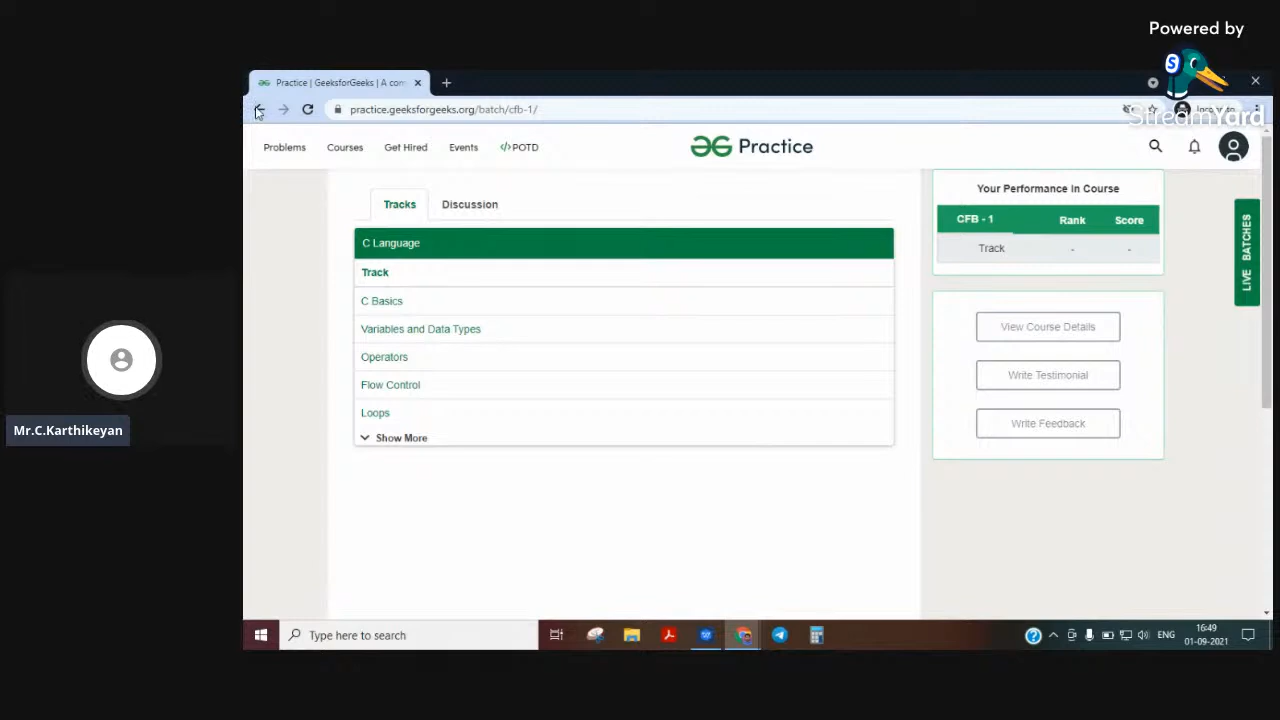 Powered by
S
StreamYard
Practice | GeeksforGeeks | A com
practice.geeksforgeeks.org/batch/cfb-1/
Problems
Courses
Get Hired
Events
</>POTD
Practice
Tracks
Discussion
C Language
Track
C Basics
Variables and Data Types
Operators
Flow Control
Loops
Show More
Your Performance in Course
CFB - 1 Rank Score
Track - -
View Course Details
Write Testimonial
Write Feedback
LIVE BATCHES
Mr.C.Karthikeyan
Type here to search
ENG
16:49
01-09-2021